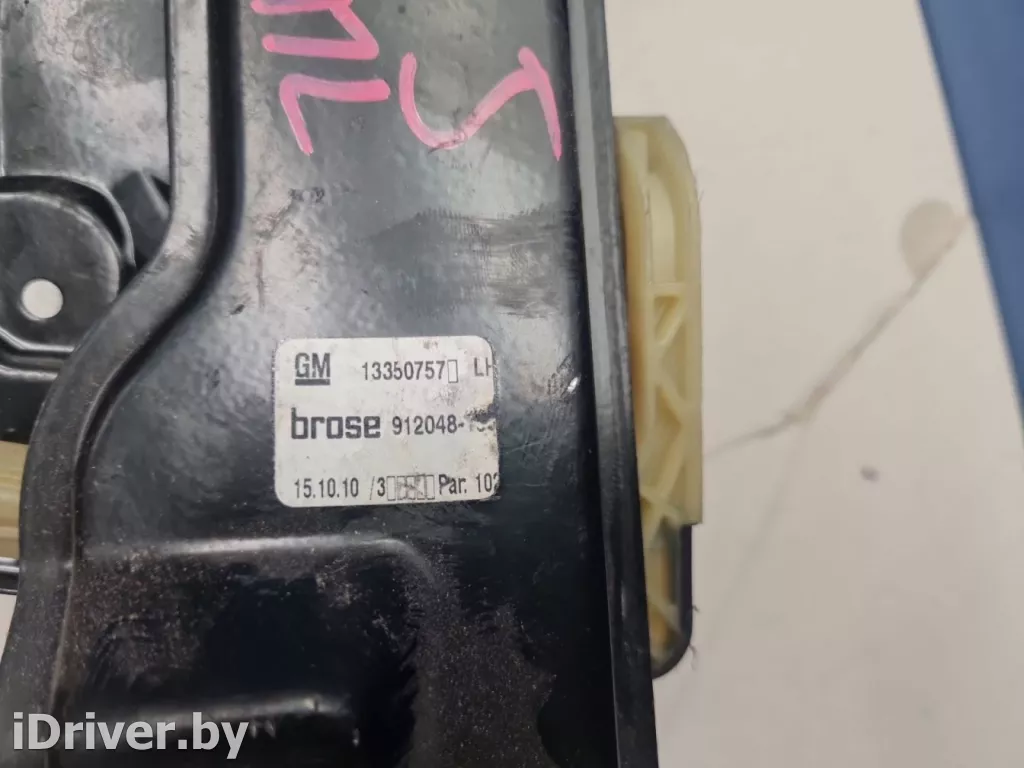 GM 13350757 LH
brose 912048-
15.10.10 /3 Par. 102
iDriver.by